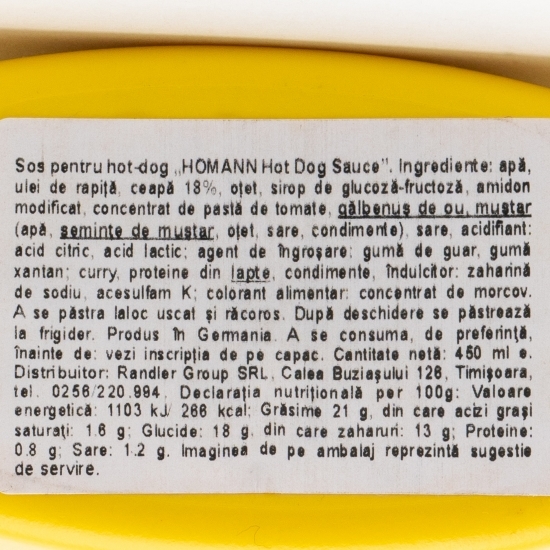 Sos pentru hot-dog „HOMANN Hot Dog Sauce”. Ingrediente: apă,
ulei de rapiță, ceapă 18%, oțet, sirop de glucoză-fructoză, amidon
modificat, concentrat de pastă de tomate, gălbenuș de ou, muștar
(apă, semințe de muștar, oțet, sare, condimente), sare, acidifiant:
acid citric, acid lactic; agent de îngroșare: gumă de guar, gumă
xantan; curry, proteine din lapte, condimente, îndulcitor: zaharină
de sodiu, acesulfam K; colorant alimentar: concentrat de morcov.
A se păstra laloc uscat și răcoros. După deschidere se păstrează
la frigider. Produs în Germania. A se consuma, de preferință,
înainte de: vezi inscripția de pe capac. Cantitate netă: 450 ml e.
Distribuitor: Randler Group SRL, Calea Buziașului 126, Timișoara,
tel. 0256/220.994. Declarația nutrițională per 100g: Valoare
energetică: 1103 kJ/ 266 kcal; Grăsime 21 g, din care acizi grași
saturați: 1.6 g; Glucide: 18 g, din care zaharuri: 13 g; Proteine:
0.8 g; Sare: 1.2 g. Imaginea de pe ambalaj reprezintă sugestie
de servire.